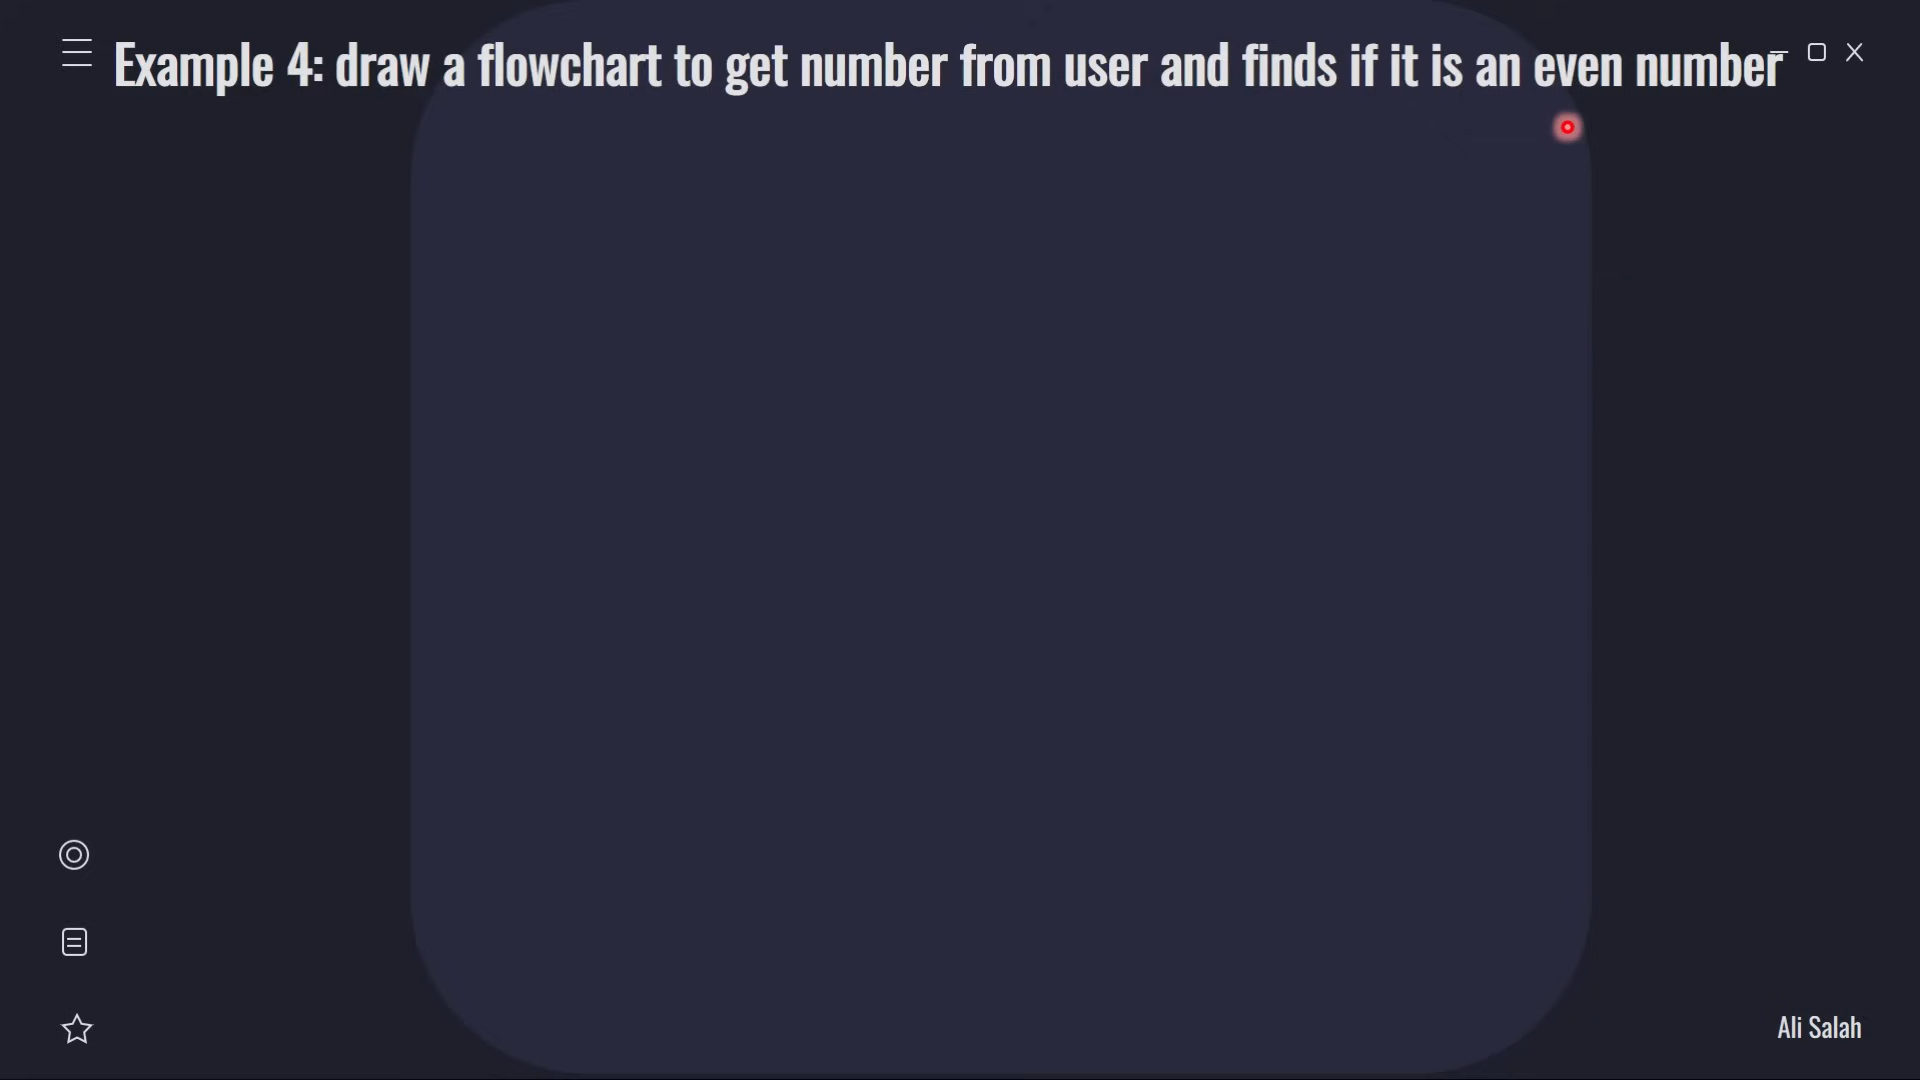 Example 4: draw a flowchart to get number from user and finds if it is an even number
Ali Salah